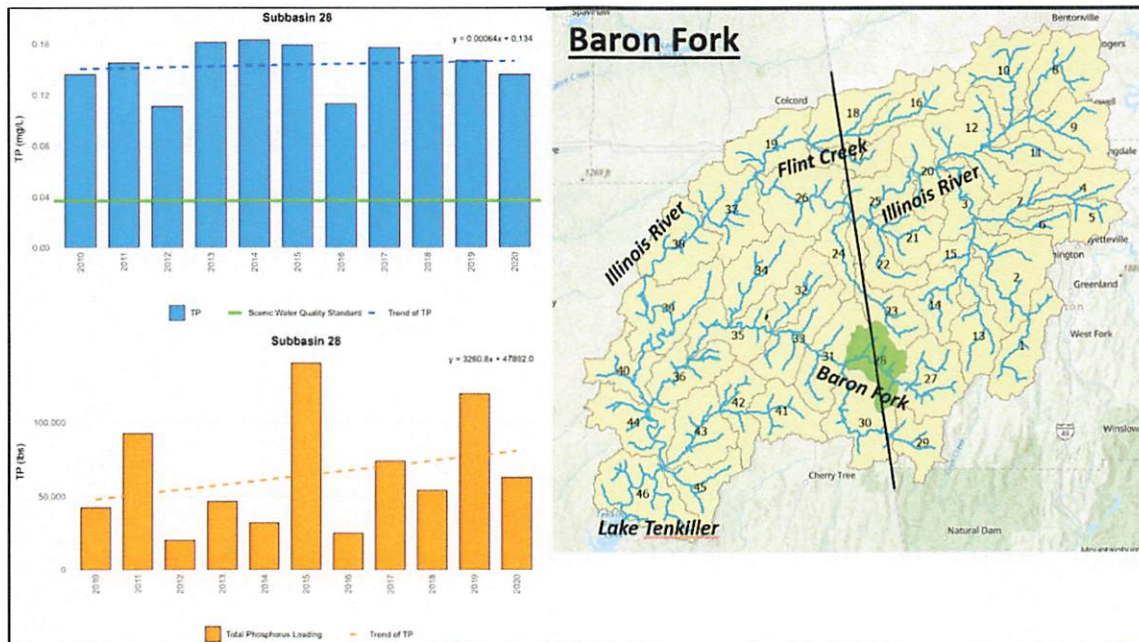 Subbasin 28
y = 0.00064x + 0.134
TP (mg/L)
0.16
0.12
0.08
0.04
0.00
2010 2011 2012 2013 2014 2015 2016 2017 2018 2019 2020
TP Scenic Water Quality Standard Trend of TP
Subbasin 28
y = 3260.8x + 47892.0
TP (lbs)
100,000
50,000
0
2010 2011 2012 2013 2014 2015 2016 2017 2018 2019 2020
Total Phosphorus Loading Trend of TP
Baron Fork
Bentonville
ogers
10
8
Colcord
18
16
12
9
19
ngdale
Flint Creek
11
1269 ft
20
Illinois River
25
4
26
3
7
5
37
6
yetteville
21
Illinois River
38
mington
24
15
22
34
2
Greenland
32
14
39
23
13
West Fork
35
33
1
31
28
40
36
27
Baron Fork
42
41
44
30
43
29
Winslow
Cherry Tree
45
46
Lake Tenkiller
Natural Dam
Mountainburg